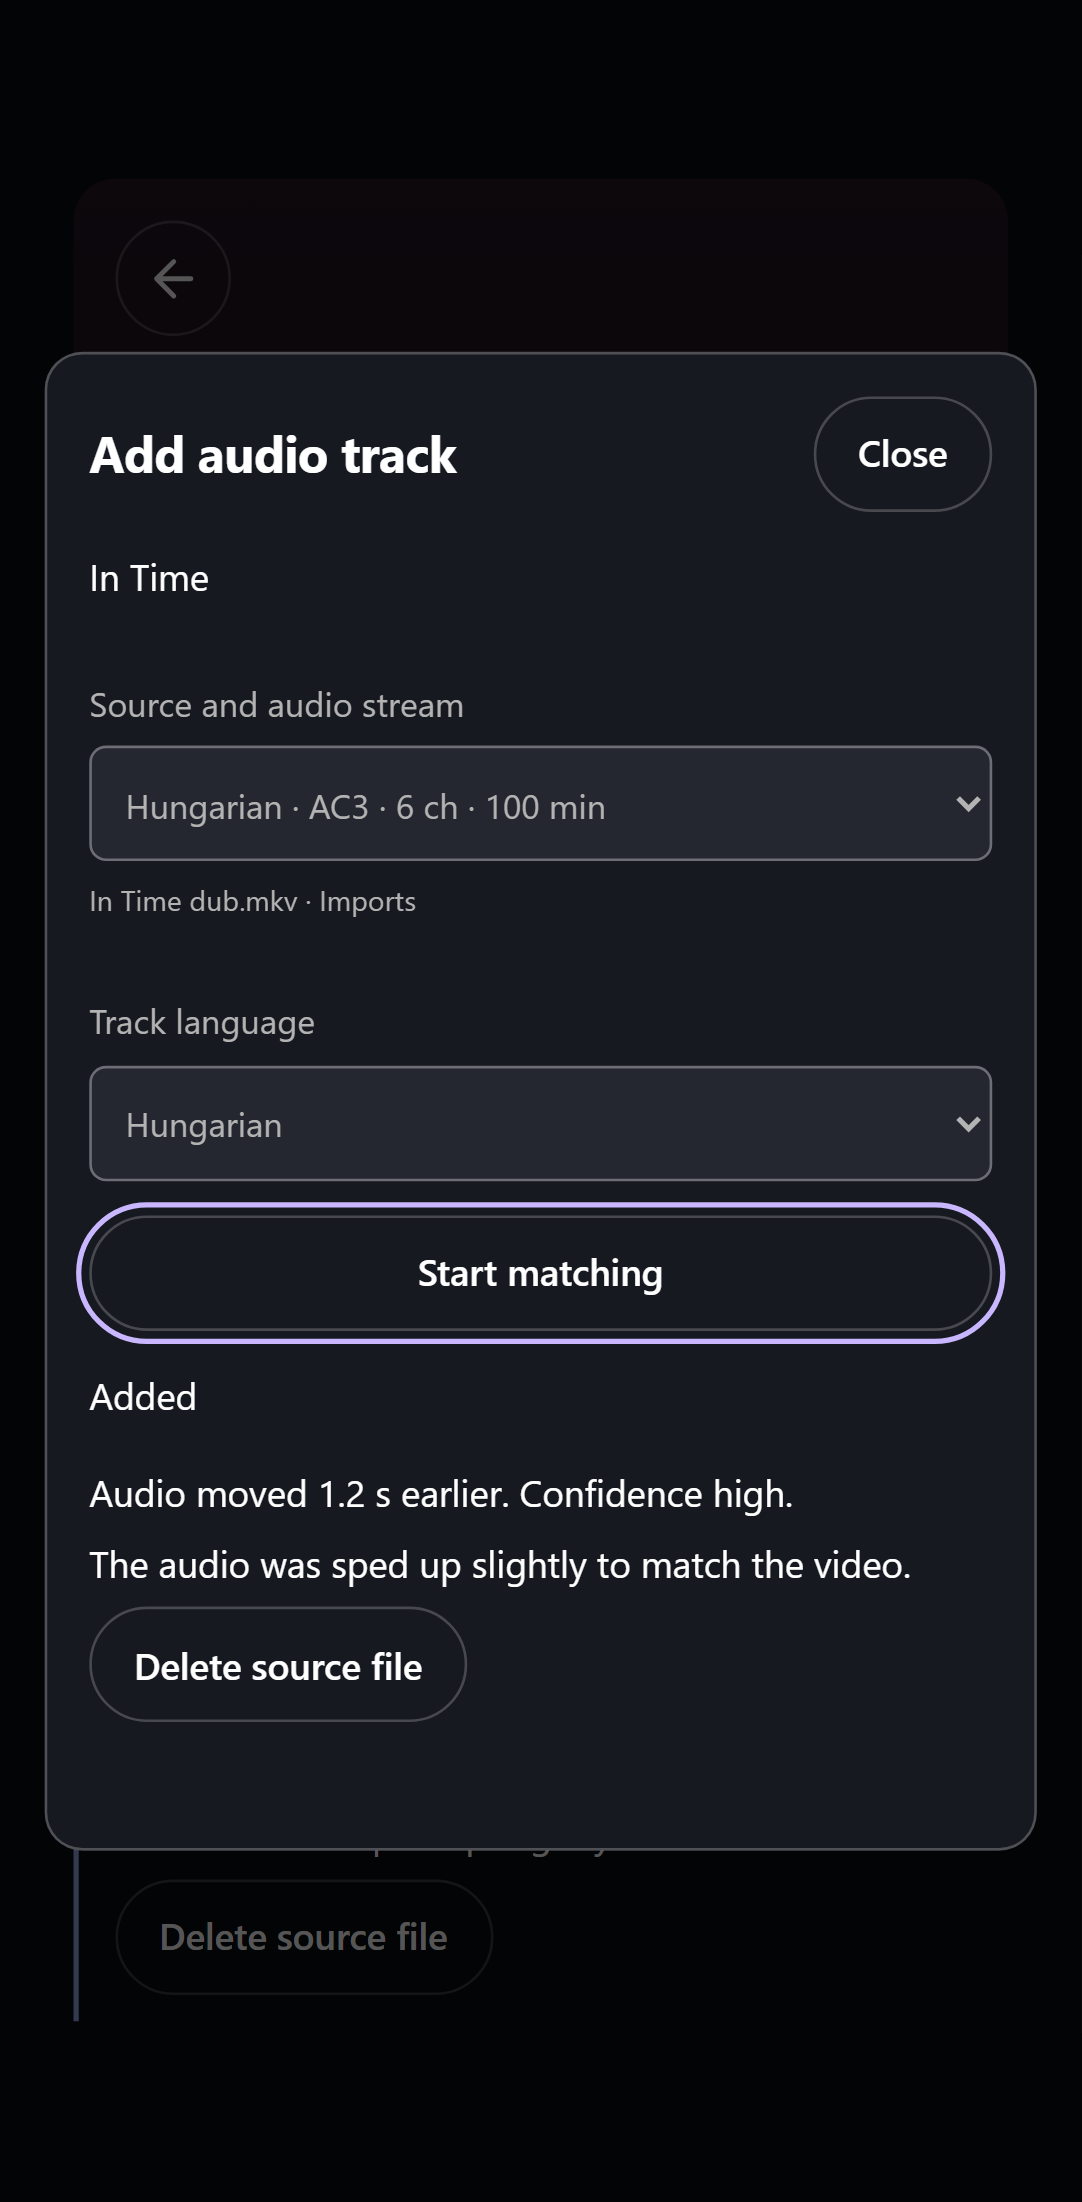 Add audio track
Close
In Time
Source and audio stream
Hungarian · AC3 · 6 ch · 100 min
In Time dub.mkv · Imports
Track language
Hungarian
Start matching
Added
Audio moved 1.2 s earlier. Confidence high.
The audio was sped up slightly to match the video.
Delete source file
Delete source file